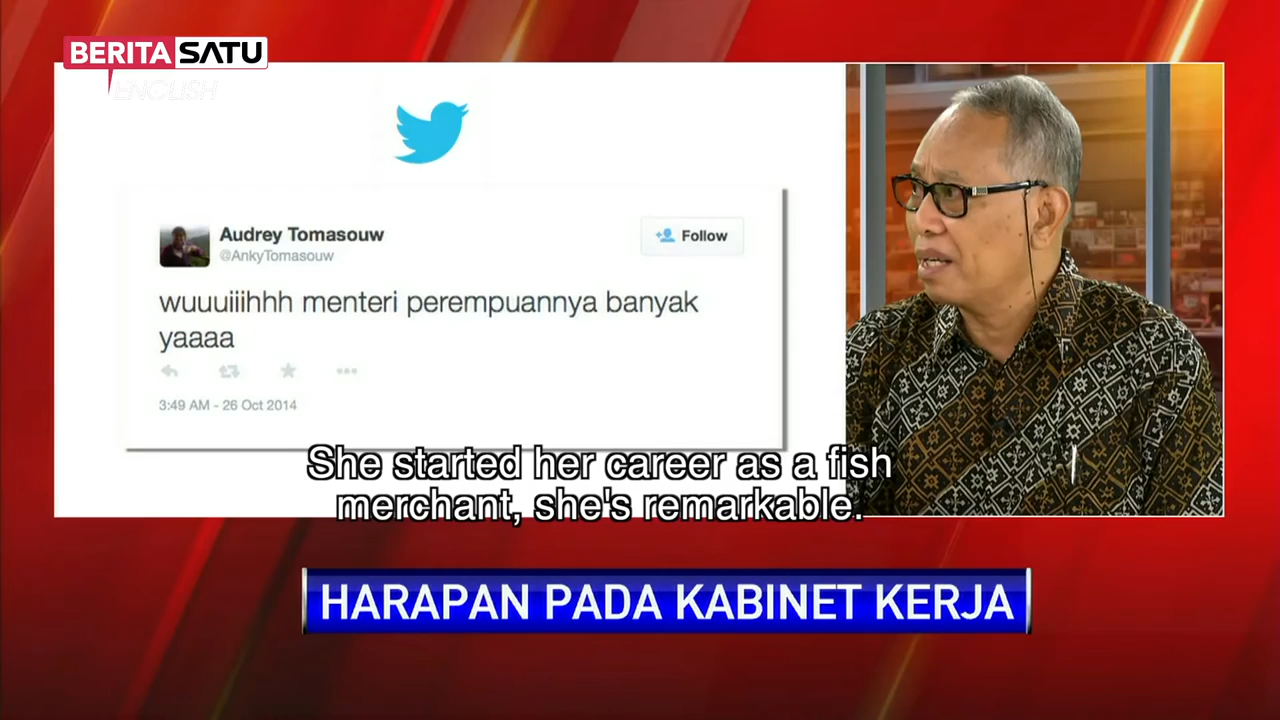 BERITA SATU
ENGLISH
Audrey Tomasouw
@AnkyTomasouw
Follow
wuuuiiihhh menteri perempuannya banyak
yaaaa
3:49 AM - 26 Oct 2014
She started her career as a fish
merchant, she's remarkable.
HARAPAN PADA KABINET KERJA